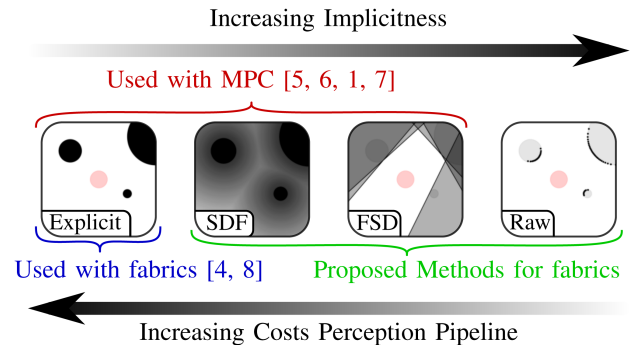 Increasing Implicitness
Used with MPC [5, 6, 1, 7]
Explicit
SDF
FSD
Raw
Used with fabrics [4, 8]
Proposed Methods for fabrics
Increasing Costs Perception Pipeline